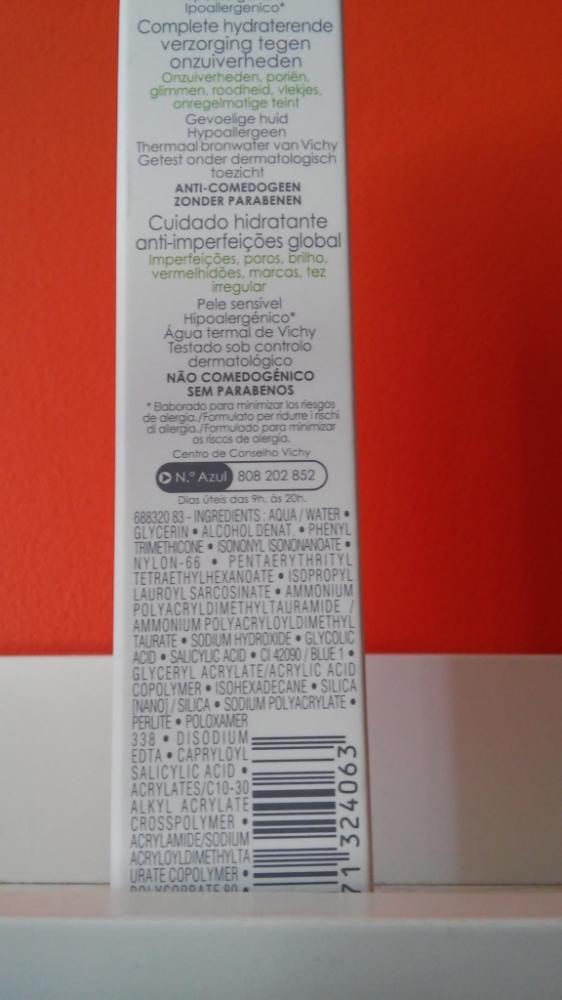 Ipoallergenico*
Complete hydraterende
verzorging tegen
onzuiverheden
Onzuiverheden, poriën,
glimmen, roodheid, vlekjes,
onregelmatige teint
Gevoelige huid
Hypoallergeen
Thermaal bronwater van Vichy
Getest onder dermatologisch
toezicht
ANTI-COMEDOGEEN
ZONDER PARABENEN
Cuidado hidratante
anti-imperfeições global
Imperfeições, poros, brilho,
vermelhidões, marcas, tez
irregular
Pele sensível
Hipoalergénico*
Água termal de Vichy
Testado sob controlo
dermatológico
NÃO COMEDOGÉNICO
SEM PARABENOS
* Elaborado para minimizar los riesgos
de alergia./Formulato per ridurre i rischi
di allergia./Formulado para minimizar
os riscos de alergia.
Centro de Conselho Vichy
N.º Azul 808 202 852
Dias úteis das 9h. às 20h.
688320 83 - INGREDIENTS : AQUA / WATER •
GLYCERIN • ALCOHOL DENAT. • PHENYL
TRIMETHICONE • ISONONYL ISONONANOATE •
NYLON-66 • PENTAERYTHRITYL
TETRAETHYLHEXANOATE • ISOPROPYL
LAUROYL SARCOSINATE • AMMONIUM
POLYACRYLDIMETHYLTAURAMIDE /
AMMONIUM POLYACRYLOYLDIMETHYL
TAURATE • SODIUM HYDROXIDE • GLYCOLIC
ACID • SALICYLIC ACID • CI 42090 / BLUE 1 •
GLYCERYL ACRYLATE/ACRYLIC ACID
COPOLYMER • ISOHEXADECANE • SILICA
[NANO] / SILICA • SODIUM POLYACRYLATE •
PERLITE • POLOXAMER
338 • DISODIUM
EDTA • CAPRYLOYL
SALICYLIC ACID •
ACRYLATES/C10-30
ALKYL ACRYLATE
CROSSPOLYMER •
ACRYLAMIDE/SODIUM
ACRYLOYLDIMETHYLTA
URATE COPOLYMER •
POLYSORBATE 80 •
71 324063